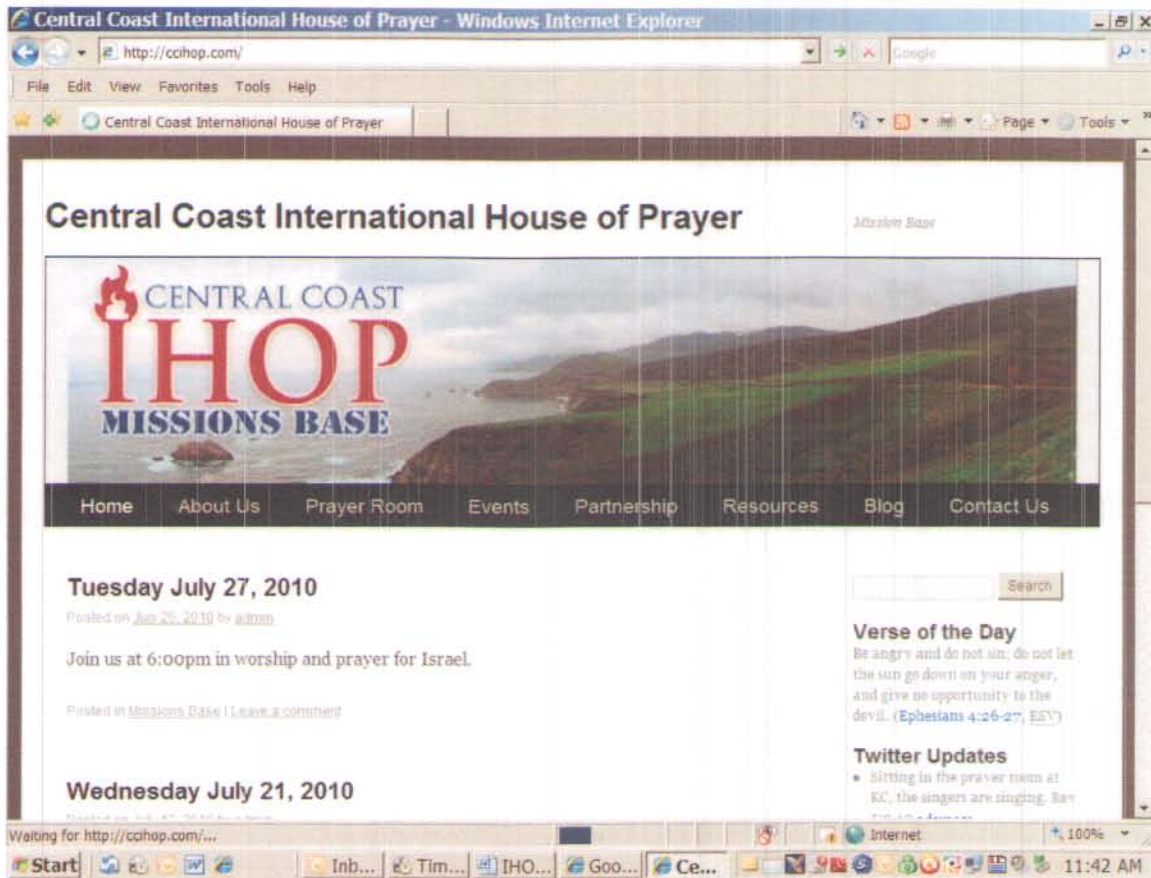 Central Coast International House of Prayer - Windows Internet Explorer
http://ccihop.com/
Google
File Edit View Favorites Tools Help
Central Coast International House of Prayer
Page Tools
Central Coast International House of Prayer
Mission Base
CENTRAL COAST
IHOP
MISSIONS BASE
Home About Us Prayer Room Events Partnership Resources Blog Contact Us
Tuesday July 27, 2010
Posted on 2010 by admin
Join us at 6:00pm in worship and prayer for Israel.
Posted in Missions Base | Leave a comment
Wednesday July 21, 2010
Search
Verse of the Day
Be angry and do not sin; do not let
the sun go down on your anger,
and give no opportunity to the
devil. (Ephesians 4:26-27, ESV)
Twitter Updates
Sitting in the prayer room at
KC, the singers are singing.
Waiting for http://ccihop.com/...
Internet
100%
Start Inb... Tim... IHO... Goo... Ce... 11:42 AM